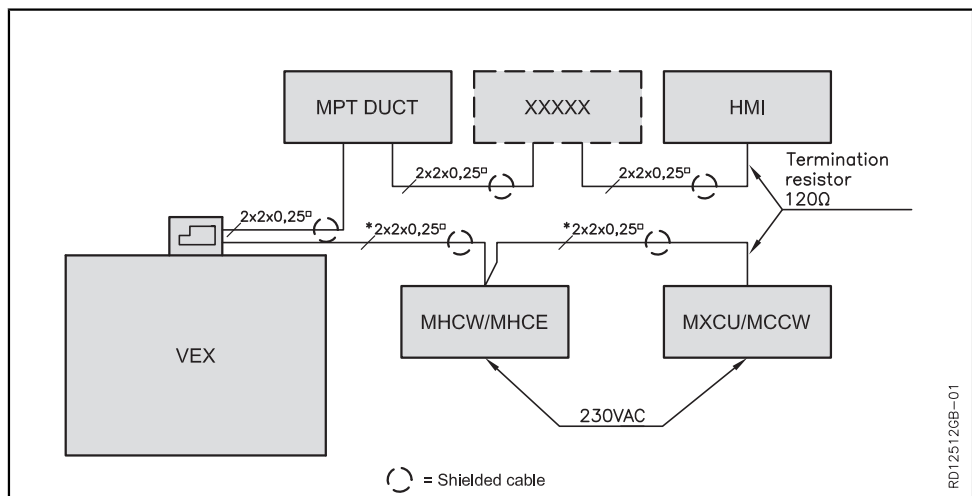 MPT DUCT
XXXXX
HMI
2x2x0,25¤
2x2x0,25¤
Termination
resistor
120Ω
2x2x0,25¤
*2x2x0,25¤
*2x2x0,25¤
MHCW/MHCE
MXCU/MCCW
VEX
230VAC
= Shielded cable
RD12512GB-01